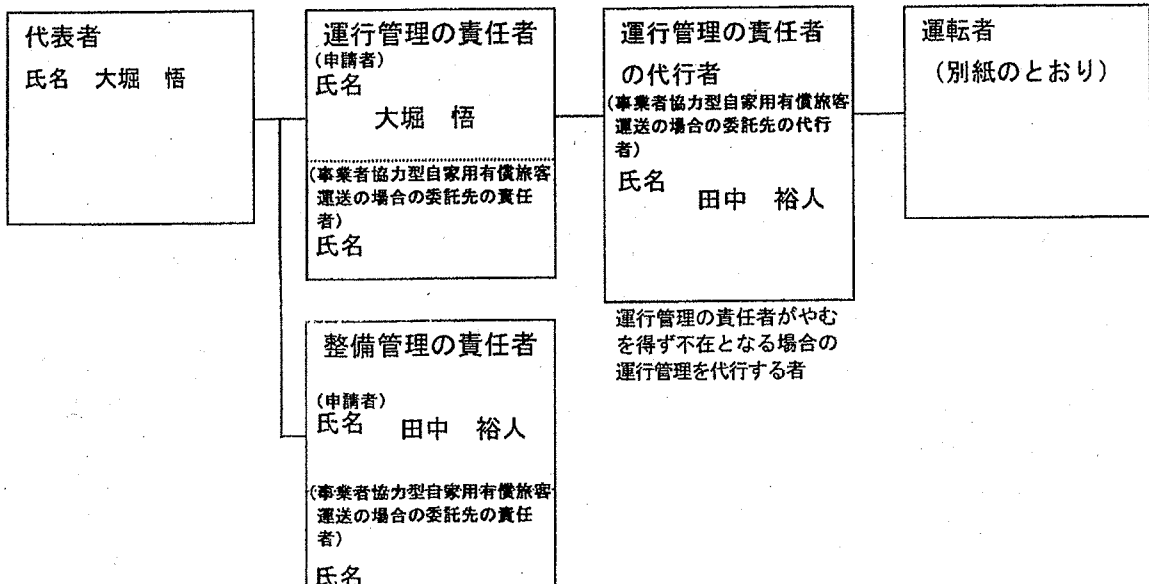 代表者
氏名 大堀 悟
運行管理の責任者
(申請者)
氏名
大堀 悟
(事業者協力型自家用有償旅客
運送の場合の委託先の責任
者)
氏名
運行管理の責任者
の代行者
(事業者協力型自家用有償旅客
運送の場合の委託先の代行
者)
氏名
田中 裕人
運行管理の責任者がやむ
を得ず不在となる場合の
運行管理を代行する者
運転者
(別紙のとおり)
整備管理の責任者
(申請者)
氏名 田中 裕人
(事業者協力型自家用有償旅客
運送の場合の委託先の責任
者)
氏名